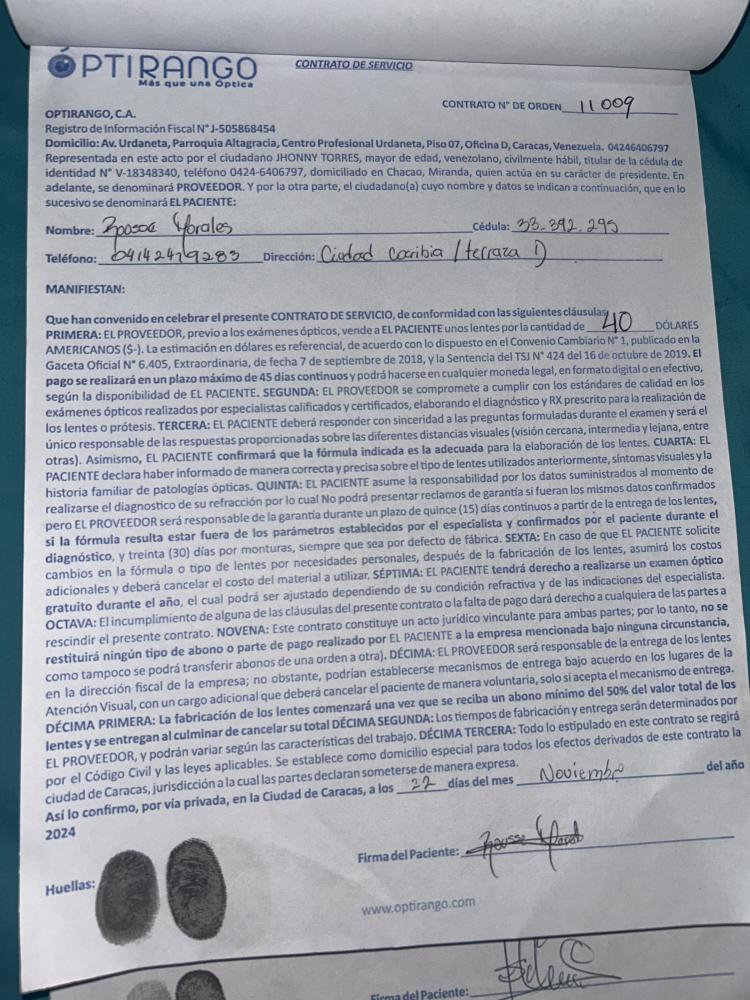 ÓPTIRANGO
Más que una Óptica
CONTRATO DE SERVICIO
CONTRATO N° DE ORDEN 11009
OPTIRANGO, C.A.
Registro de Información Fiscal N° J-505868454
Domicilio: Av. Urdaneta, Parroquia Altagracia, Centro Profesional Urdaneta, Piso 07, Oficina D, Caracas, Venezuela. 04246406797
Representada en este acto por el ciudadano JHONNY TORRES, mayor de edad, venezolano, civilmente hábil, titular de la cédula de
identidad N° V-18348340, teléfono 0424-6406797, domiciliado en Chacao, Miranda, quien actúa en su carácter de presidente. En
adelante, se denominará PROVEEDOR. Y por la otra parte, el ciudadano(a) cuyo nombre y datos se indican a continuación, que en lo
sucesivo se denominará EL PACIENTE:
Nombre: Morales Cédula: 33.392.295
Teléfono: 04142479283 Dirección: Ciudad caribia / terraza D
MANIFIESTAN:
Que han convenido en celebrar el presente CONTRATO DE SERVICIO, de conformidad con las siguientes cláusulas
PRIMERA: EL PROVEEDOR, previo a los exámenes ópticos, vende a EL PACIENTE unos lentes por la cantidad de 40 DÓLARES
AMERICANOS ($-). La estimación en dólares es referencial, de acuerdo con lo dispuesto en el Convenio Cambiario N° 1, publicado en la
Gaceta Oficial N° 6.405, Extraordinaria, de fecha 7 de septiembre de 2018, y la Sentencia del TSJ N° 424 del 16 de octubre de 2019. El
pago se realizará en un plazo máximo de 45 días continuos y podrá hacerse en cualquier moneda legal, en formato digital o en efectivo,
según la disponibilidad de EL PACIENTE. SEGUNDA: EL PROVEEDOR se compromete a cumplir con los estándares de calidad en los
exámenes ópticos realizados por especialistas calificados y certificados, elaborando el diagnóstico y RX prescrito para la realización de
los lentes o prótesis. TERCERA: EL PACIENTE deberá responder con sinceridad a las preguntas formuladas durante el examen y será el
único responsable de las respuestas proporcionadas sobre las diferentes distancias visuales (visión cercana, intermedia y lejana, entre
otras). Asimismo, EL PACIENTE confirmará que la fórmula indicada es la adecuada para la elaboración de los lentes. CUARTA: EL
PACIENTE declara haber informado de manera correcta y precisa sobre el tipo de lentes utilizados anteriormente, síntomas visuales y la
historia familiar de patologías ópticas. QUINTA: EL PACIENTE asume la responsabilidad por los datos suministrados al momento de
realizarse el diagnostico de su refracción por lo cual No podrá presentar reclamos de garantía si fueran los mismos datos confirmados
pero EL PROVEEDOR será responsable de la garantía durante un plazo de quince (15) días continuos a partir de la entrega de los lentes,
si la fórmula resulta estar fuera de los parámetros establecidos por el especialista y confirmados por el paciente durante el
diagnóstico, y treinta (30) días por monturas, siempre que sea por defecto de fábrica. SEXTA: En caso de que EL PACIENTE solicite
cambios en la fórmula o tipo de lentes por necesidades personales, después de la fabricación de los lentes, asumirá los costos
adicionales y deberá cancelar el costo del material a utilizar. SÉPTIMA: EL PACIENTE tendrá derecho a realizarse un examen óptico
gratuito durante el año, el cual podrá ser ajustado dependiendo de su condición refractiva y de las indicaciones del especialista.
OCTAVA: El incumplimiento de alguna de las cláusulas del presente contrato o la falta de pago dará derecho a cualquiera de las partes a
rescindir el presente contrato. NOVENA: Este contrato constituye un acto jurídico vinculante para ambas partes; por lo tanto, no se
restituirá ningún tipo de abono o parte de pago realizado por EL PACIENTE a la empresa mencionada bajo ninguna circunstancia,
como tampoco se podrá transferir abonos de una orden a otra). DÉCIMA: EL PROVEEDOR será responsable de la entrega de los lentes
en la dirección fiscal de la empresa; no obstante, podrían establecerse mecanismos de entrega bajo acuerdo en los lugares de la
Atención Visual, con un cargo adicional que deberá cancelar el paciente de manera voluntaria, solo si acepta el mecanismo de entrega.
DÉCIMA PRIMERA: La fabricación de los lentes comenzará una vez que se reciba un abono mínimo del 50% del valor total de los
lentes y se entregan al culminar de cancelar su total DÉCIMA SEGUNDA: Los tiempos de fabricación y entrega serán determinados por
EL PROVEEDOR, y podrán variar según las características del trabajo. DÉCIMA TERCERA: Todo lo estipulado en este contrato se regirá
por el Código Civil y las leyes aplicables. Se establece como domicilio especial para todos los efectos derivados de este contrato la
ciudad de Caracas, jurisdicción a la cual las partes declaran someterse de manera expresa.
Así lo confirmo, por vía privada, en la Ciudad de Caracas, a los 22 días del mes Noviembre del año
2024
Firma del Paciente:
Huellas:
www.optirango.com
Firma del Paciente: